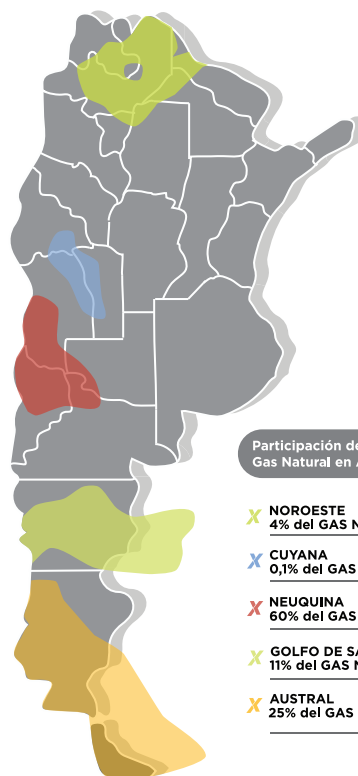 Participación de
Gas Natural en
X NOROESTE
4% del GAS
X CUYANA
0,1% del GAS
X NEUQUINA
60% del GAS
X GOLFO DE
11% del GAS
X AUSTRAL
25% del GAS